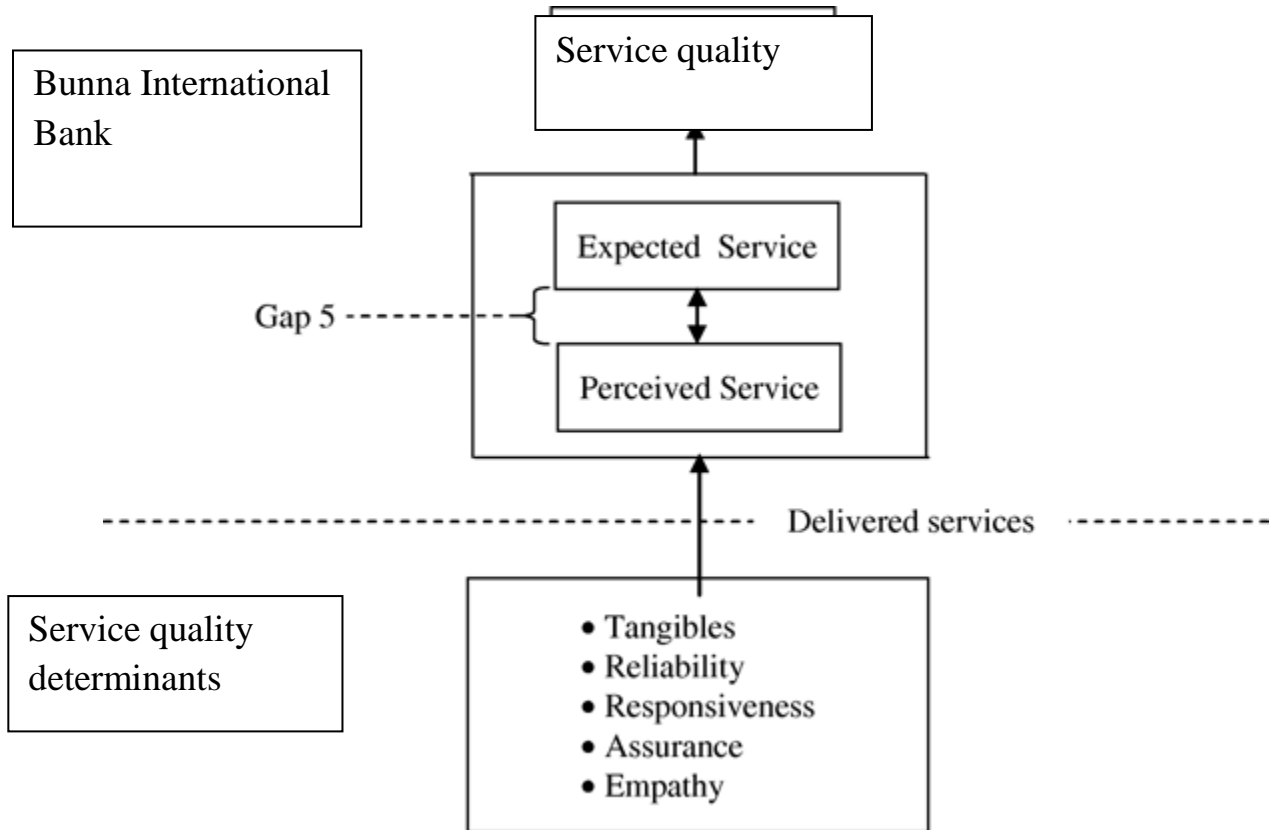 Service quality
Bunna International
Bank
Expected Service
Gap 5
Perceived Service
Delivered services
Service quality
determinants
• Tangibles
• Reliability
• Responsiveness
• Assurance
• Empathy